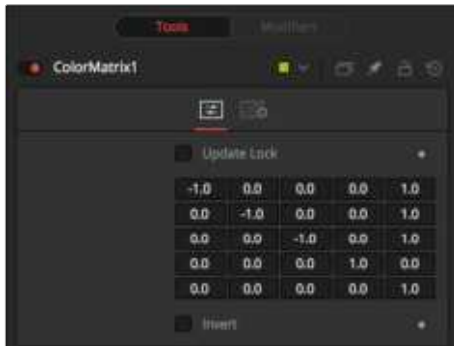 Tools Modifiers
ColorMatrix1
Update Lock
-1.0 0.0 0.0 0.0 1.0
0.0 -1.0 0.0 0.0 1.0
0.0 0.0 -1.0 0.0 1.0
0.0 0.0 0.0 1.0 0.0
0.0 0.0 0.0 0.0 1.0
Invert